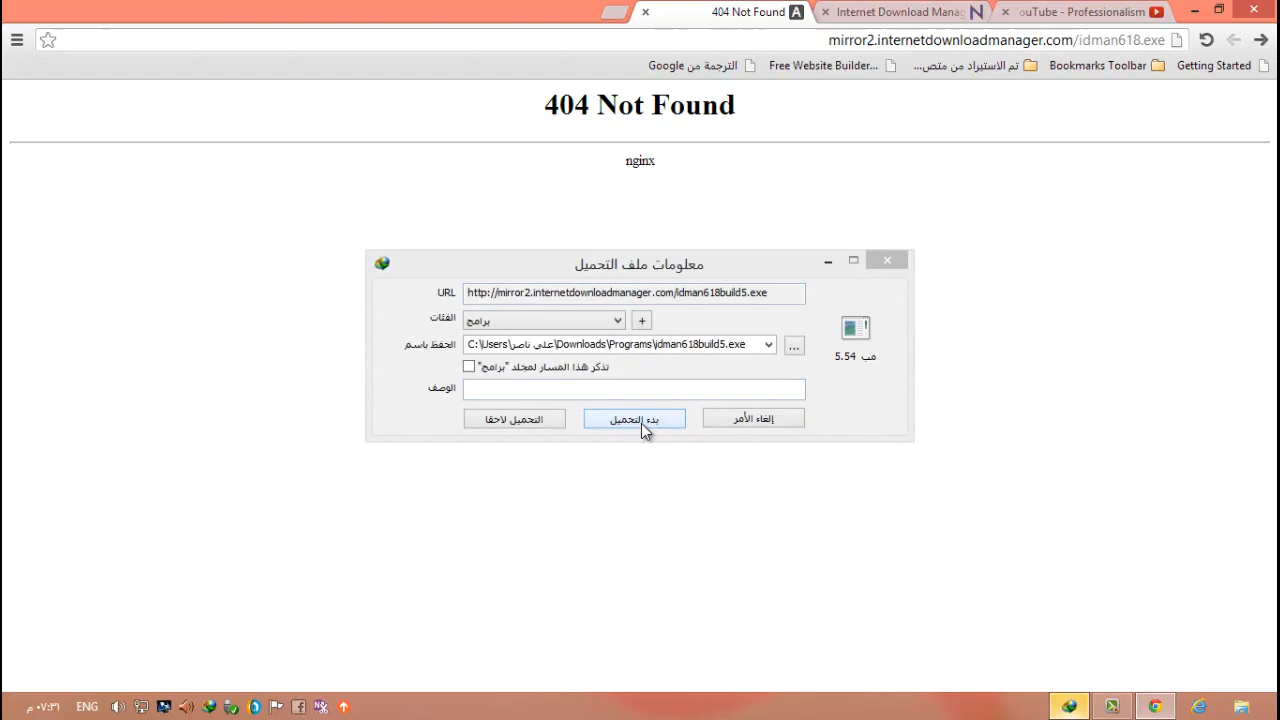 404 Not Found
Internet Download Manag
ouTube - Professionalism
mirror2.internetdownloadmanager.com/idman618.exe
الترجمة من Google
Free Website Builder...
تم الاستيراد من متص...
Bookmarks Toolbar
Getting Started
404 Not Found
nginx
معلومات ملف التحميل
URL
http://mirror2.internetdownloadmanager.com/idman618build5.exe
الفئات
برامج
+
الحفظ باسم
C:\Users\علي ناصر\Downloads\Programs\idman618build5.exe
...
5.54 مب
تذكر هذا المسار لمجلد "برامج"
الوصف
التحميل لاحقا
بدء التحميل
إلغاء الأمر
٠٧:٣١ م
ENG